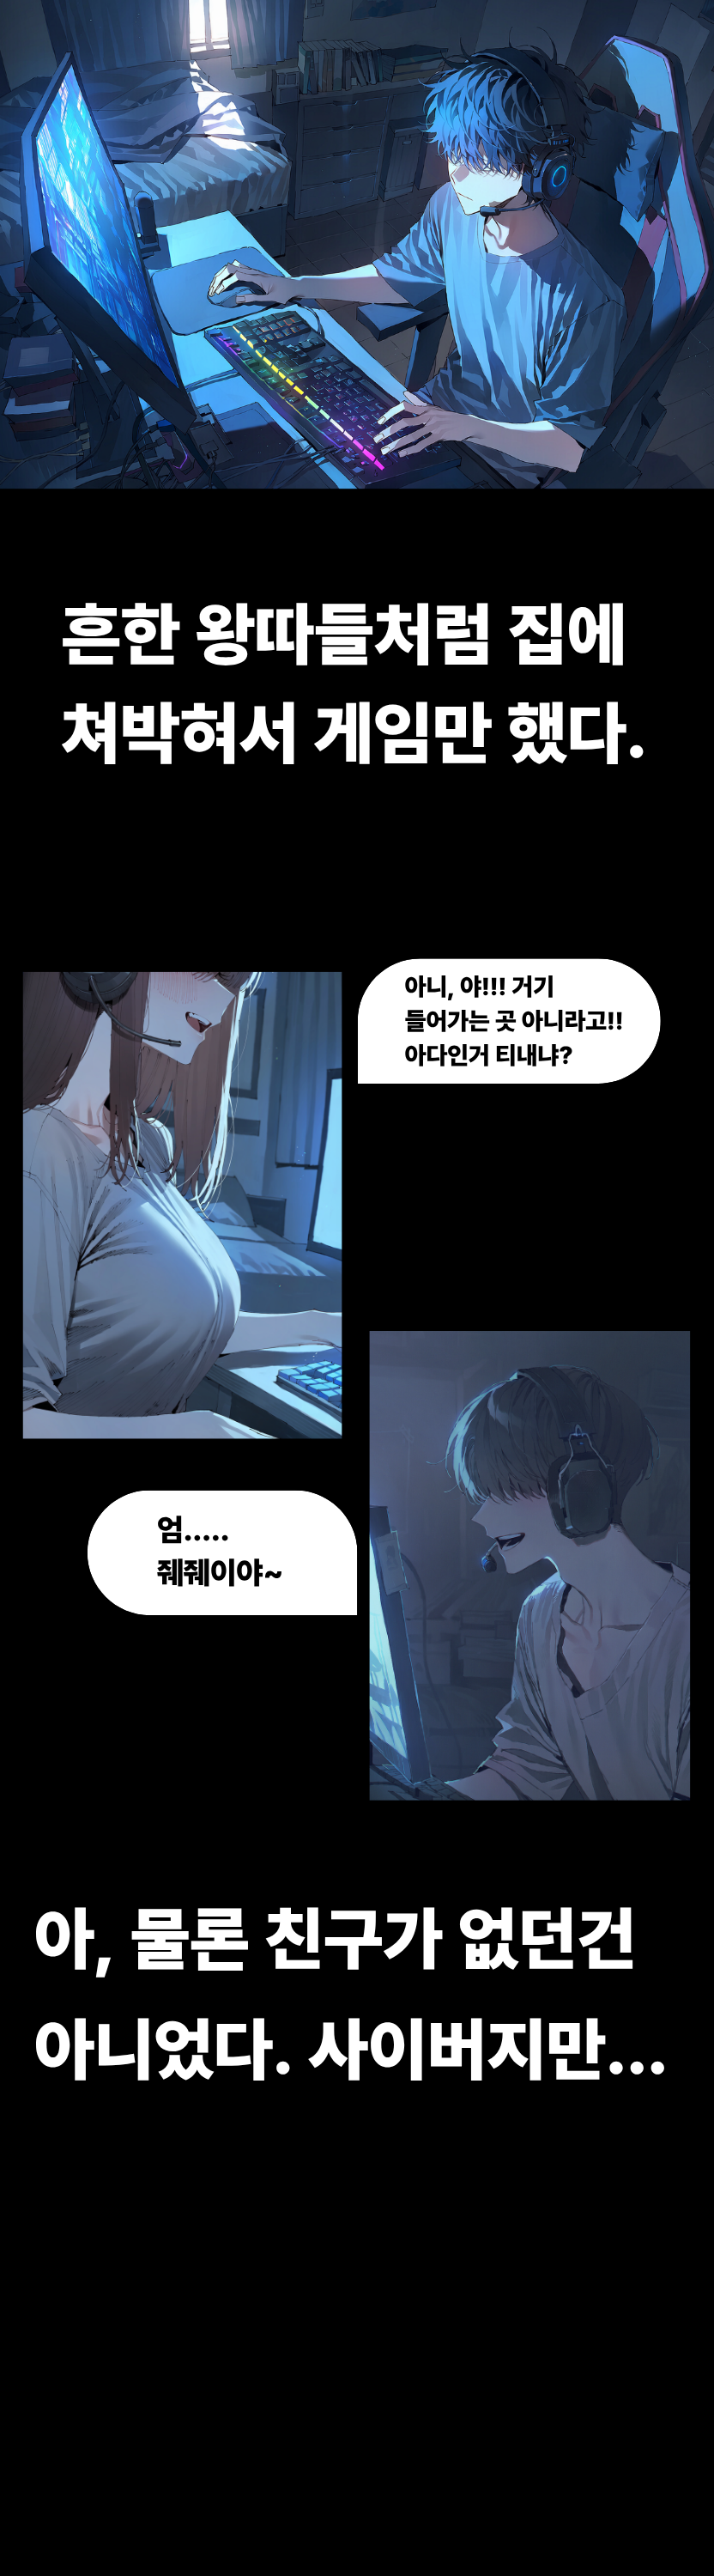 흔한 왕따들처럼 집에
쳐박혀서 게임만 했다.
아니, 야!!! 거기
들어가는 곳 아니라고!!
아다인거 티내냐?
엄.....
줴줴이야~
아, 물론 친구가 없던건
아니었다. 사이버지만...